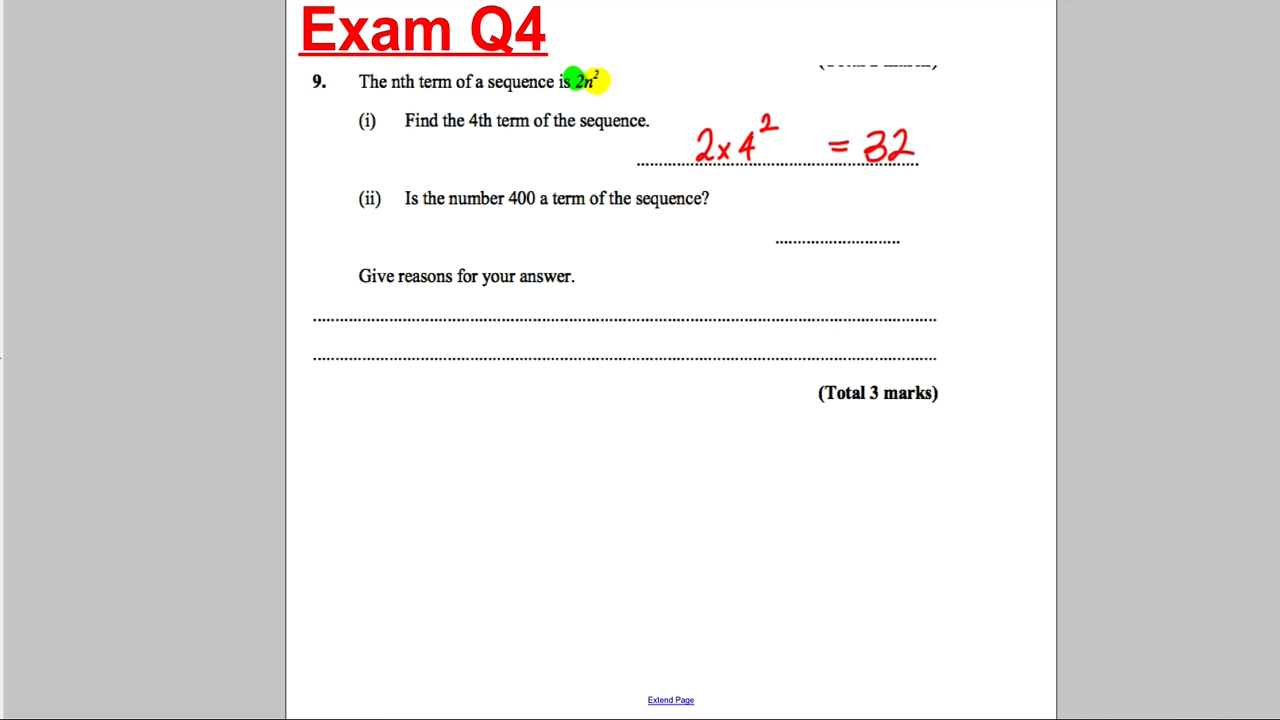 Exam Q4
9. The nth term of a sequence is 2n²
(i) Find the 4th term of the sequence.
2×4² = 32
(ii) Is the number 400 a term of the sequence?
Give reasons for your answer.
(Total 3 marks)
Extend Page